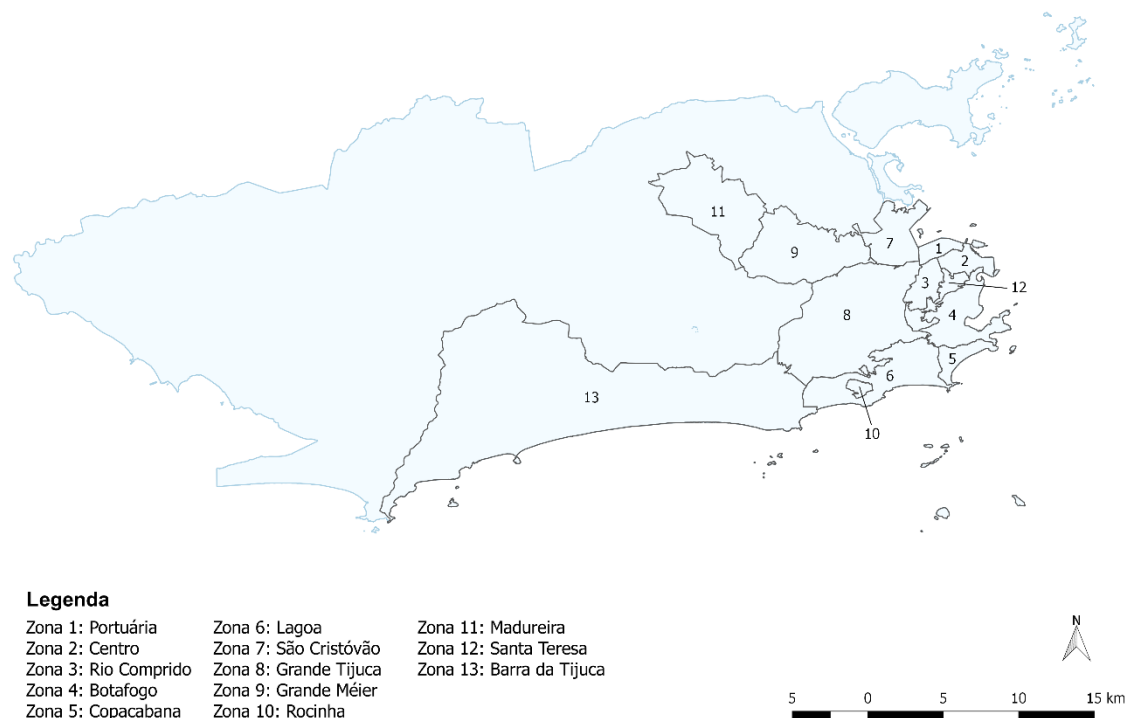 11
9
7
1
2
3
12
8
4
5
6
13
10
Legenda
Zona 1: Portuária
Zona 2: Centro
Zona 3: Rio Comprido
Zona 4: Botafogo
Zona 5: Copacabana
Zona 6: Lagoa
Zona 7: São Cristóvão
Zona 8: Grande Tijuca
Zona 9: Grande Méier
Zona 10: Rocinha
Zona 11: Madureira
Zona 12: Santa Teresa
Zona 13: Barra da Tijuca
N
5 0 5 10 15 km